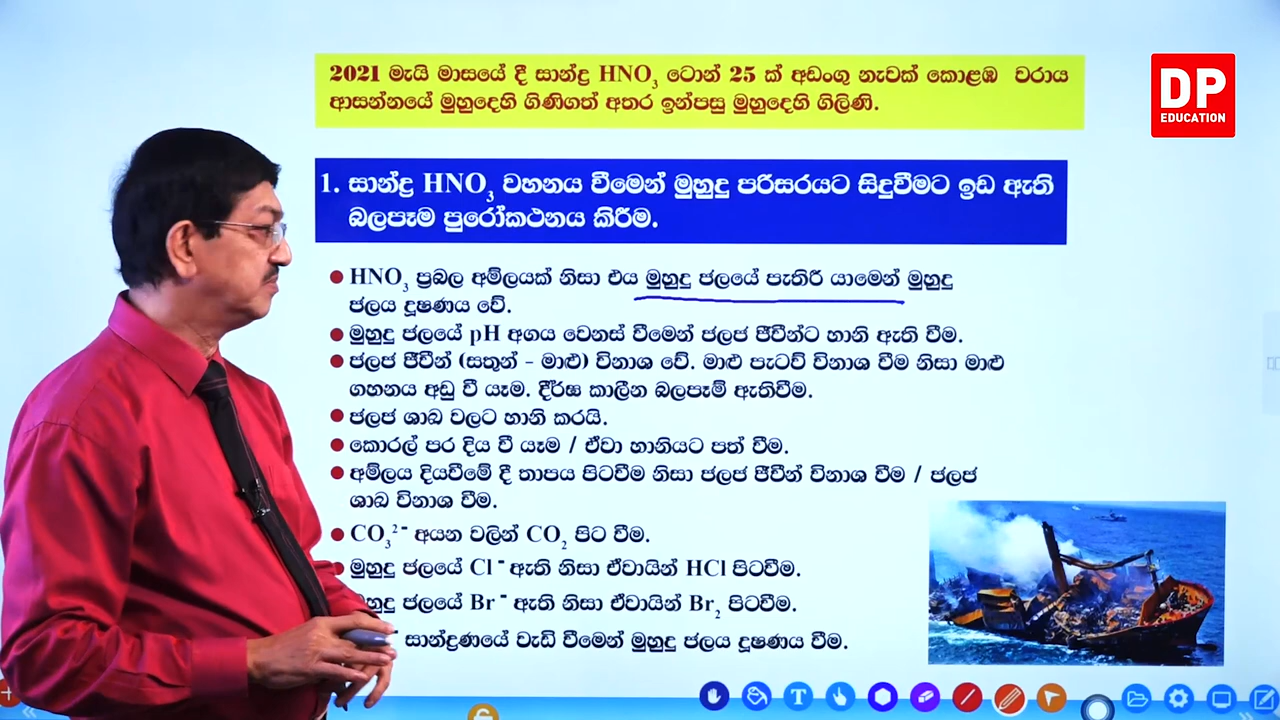 2021 මැයි මාසයේ දී සාන්ද්‍ර HNO₃ ටොන් 25 ක් අඩංගු නැවක් කොළඹ වරාය
ආසන්නයේ මුහුදෙහි ගිණිගත් අතර ඉන්පසු මුහුදෙහි ගිලිණි.
DP
EDUCATION
1. සාන්ද්‍ර HNO₃ වහනය වීමෙන් මුහුදු පරිසරයට සිදුවීමට ඉඩ ඇති
බලපෑම පුරෝකථනය කිරීම.
● HNO₃ ප්‍රබල අම්ලයක් නිසා එය මුහුදු ජලයේ පැතිරී යාමෙන් මුහුදු
ජලය දූෂණය වේ.
● මුහුදු ජලයේ pH අගය වෙනස් වීමෙන් ජලජ ජීවීන්ට හානි ඇති වීම.
● ජලජ ජීවීන් (සතුන් - මාළු) විනාශ වේ. මාළු පැටව් විනාශ වීම නිසා මාළු
ගහනය අඩු වී යෑම. දීර්ඝ කාලීන බලපෑම් ඇතිවීම.
● ජලජ ශාඛ වලට හානි කරයි.
● කොරල් පර දිය වී යෑම / ඒවා හානියට පත් වීම.
● අම්ලය දියවීමේ දී තාපය පිටවීම නිසා ජලජ ජීවීන් විනාශ වීම / ජලජ
ශාඛ විනාශ වීම.
● CO₃²⁻ අයන වලින් CO₂ පිට වීම.
● මුහුදු ජලයේ Cl⁻ ඇති නිසා ඒවායින් HCl පිටවීම.
මුහුදු ජලයේ Br⁻ ඇති නිසා ඒවායින් Br₂ පිටවීම.
සාන්ද්‍රණයේ වැඩි වීමෙන් මුහුදු ජලය දූෂණය වීම.